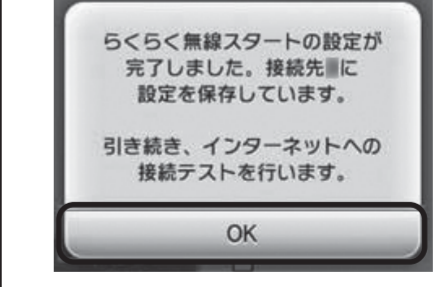 らくらく無線スタートの設定が
完了しました。接続先 に
設定を保存しています。
引き続き、インターネットへの
接続テストを行います。
OK